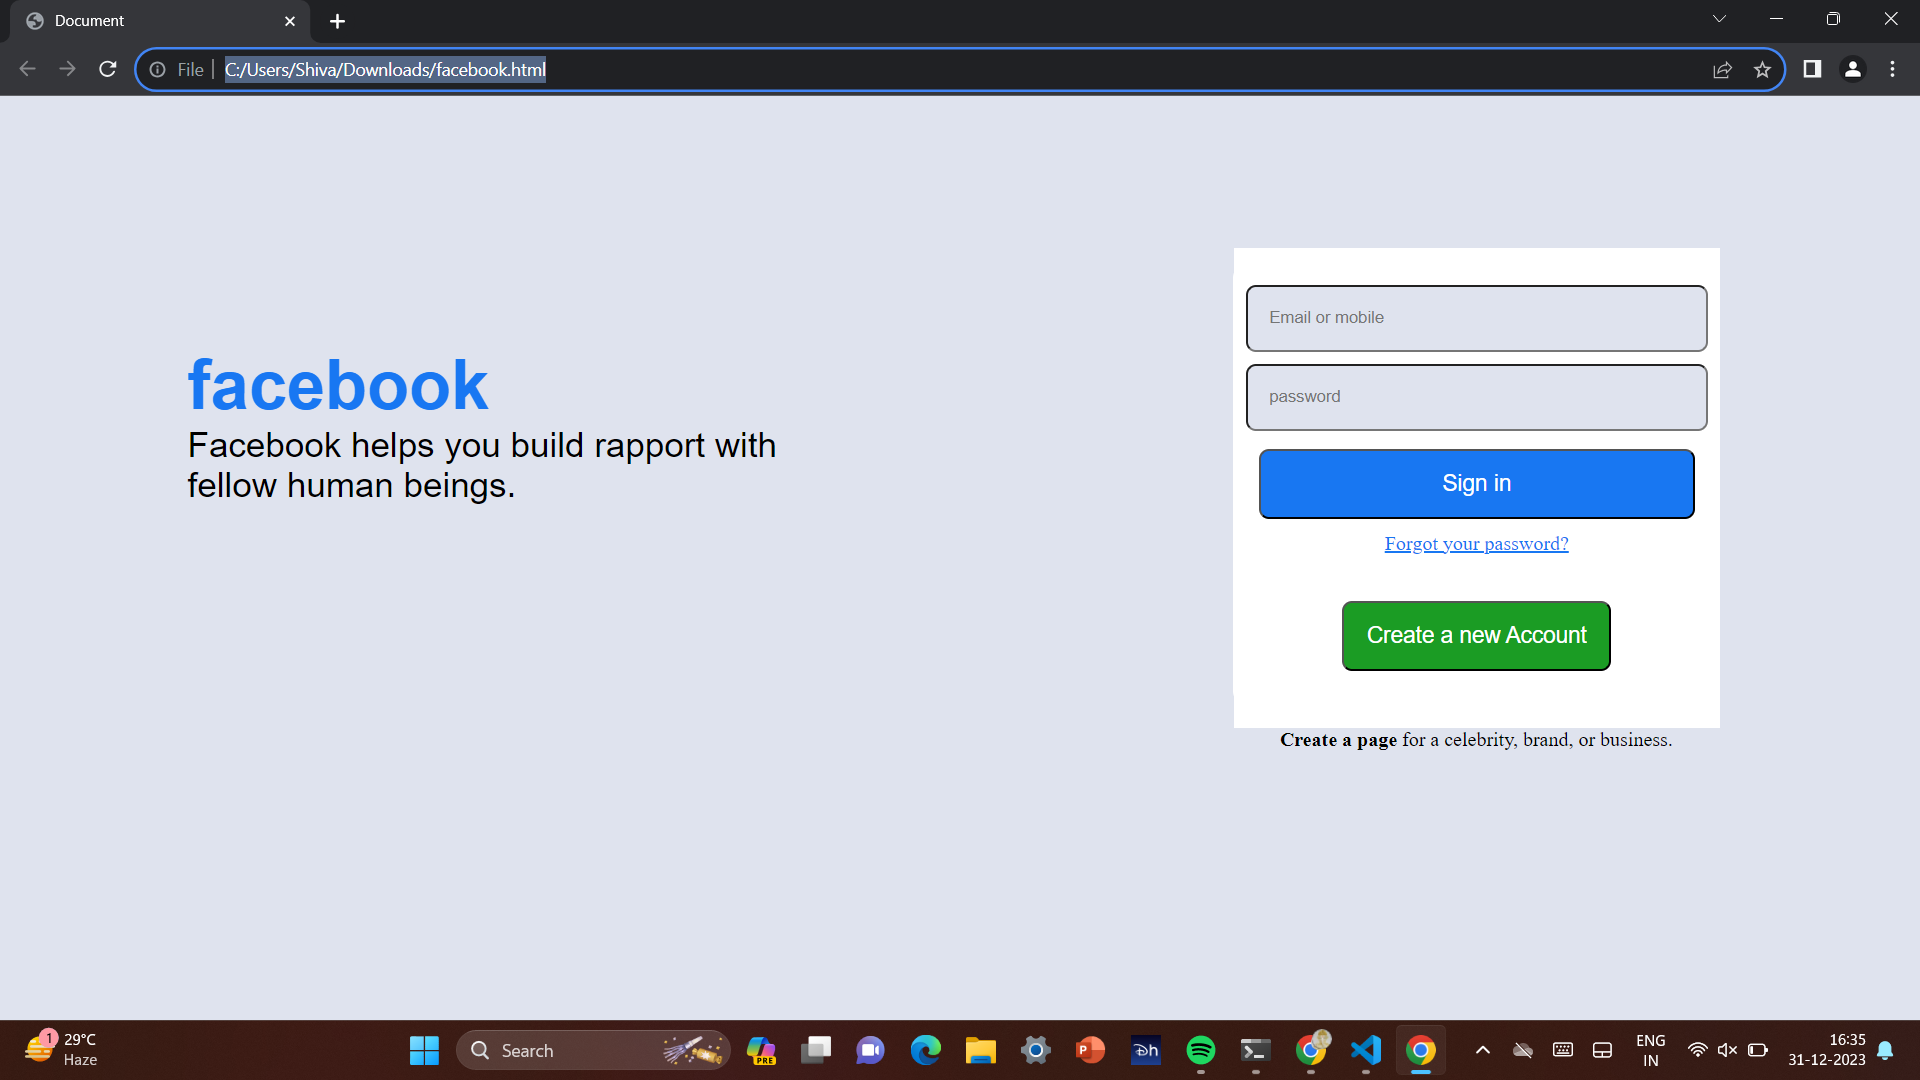 Document
File
C:/Users/Shiva/Downloads/facebook.html
facebook
Facebook helps you build rapport with
fellow human beings.
Email or mobile
password
Sign in
Forgot your password?
Create a new Account
Create a page for a celebrity, brand, or business.
1
29°C
Haze
Search
PRE
P
Dh
ENG
IN
16:35
31-12-2023